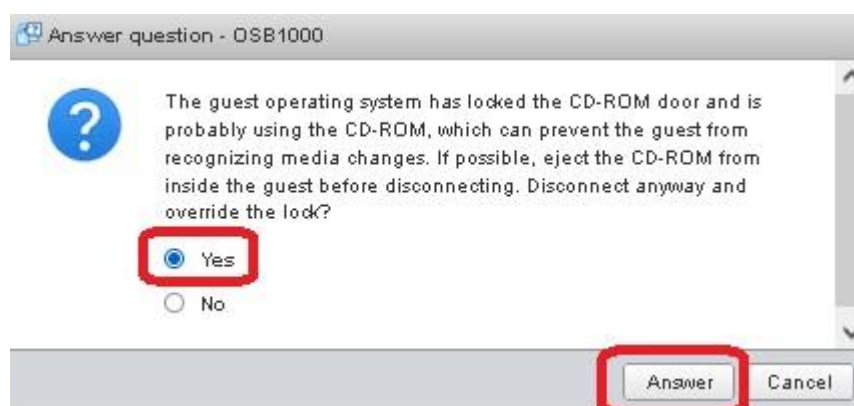 Answer question - OSB1000
The guest operating system has locked the CD-ROM door and is
probably using the CD-ROM, which can prevent the guest from
recognizing media changes. If possible, eject the CD-ROM from
inside the guest before disconnecting. Disconnect anyway and
override the lock?
Yes
No
Answer Cancel